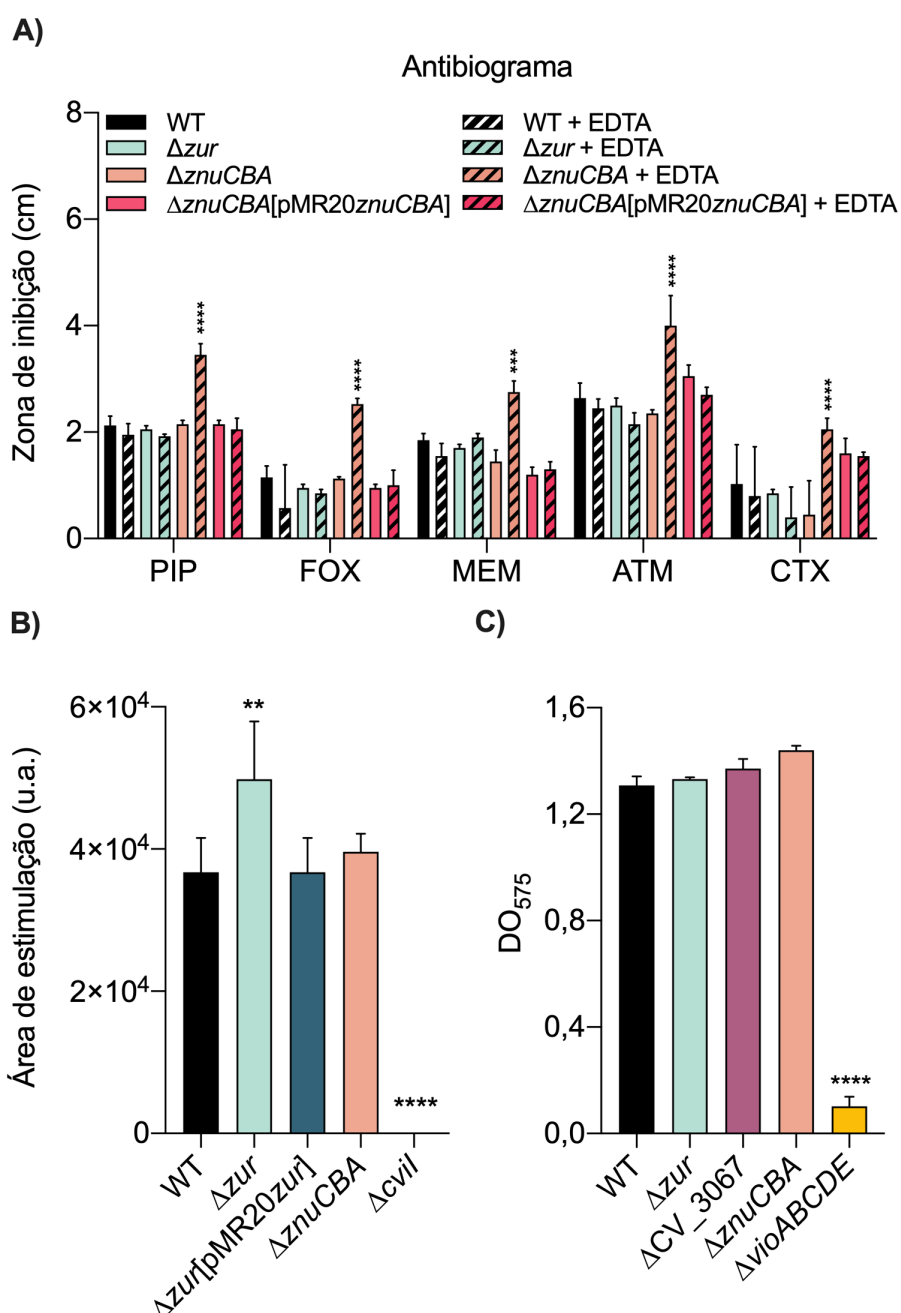 A)
Antibiograma
WT
Δzur
ΔznuCBA
ΔznuCBA[pMR20znuCBA]
WT + EDTA
Δzur + EDTA
ΔznuCBA + EDTA
ΔznuCBA[pMR20znuCBA] + EDTA
Zona de inibição (cm)
8
6
4
2
0
****
****
***
****
****
PIP
FOX
MEM
ATM
CTX
B)
Área de estimulação (u.a.)
6×10⁴
4×10⁴
2×10⁴
0
**
****
WT
Δzur
Δzur[pMR20zur]
ΔznuCBA
ΔcviI
C)
DO₅₇₅
1,6
1,2
0,8
0,4
0,0
****
WT
Δzur
ΔCV_3067
ΔznuCBA
ΔvioABCDE